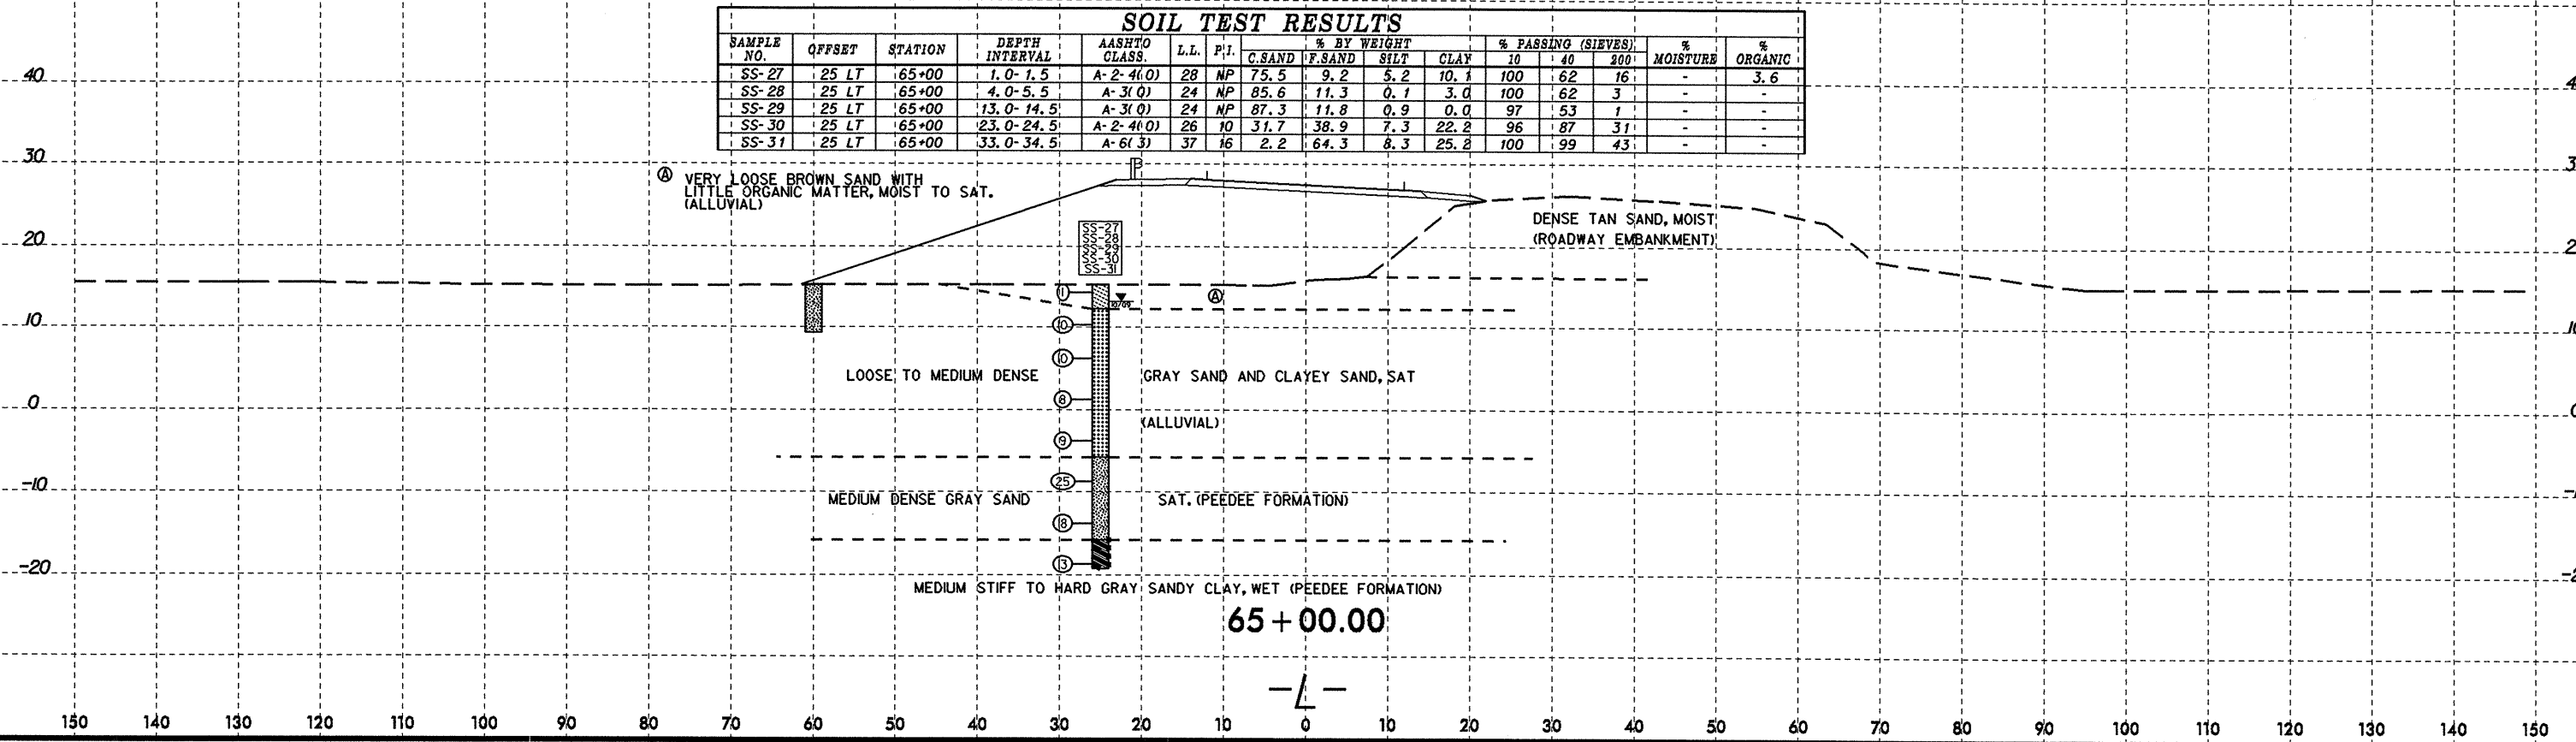 SOIL TEST RESULTS
SAMPLE NO. OFFSET STATION DEPTH INTERVAL AASHTO CLASS. L.L. P.I. % BY WEIGHT % PASSING (SIEVES) % MOISTURE % ORGANIC
C.SAND F.SAND SILT CLAY 10 40 200
SS-27 25 LT 65+00 1.0-1.5 A-2-4(0) 28 NP 75.5 9.2 5.2 10.1 100 62 16 - 3.6
SS-28 25 LT 65+00 4.0-5.5 A-3(0) 24 NP 85.6 11.3 0.1 3.0 100 62 3 - -
SS-29 25 LT 65+00 13.0-14.5 A-3(0) 24 NP 87.3 11.8 0.9 0.0 97 53 1 - -
SS-30 25 LT 65+00 23.0-24.5 A-2-4(0) 26 10 31.7 38.9 7.3 22.2 96 87 31 - -
SS-31 25 LT 65+00 33.0-34.5 A-6(3) 37 16 2.2 64.3 8.3 25.2 100 99 43 - -
40
30
20
10
0
-10
-20
A VERY LOOSE BROWN SAND WITH
LITTLE ORGANIC MATTER, MOIST TO SAT.
(ALLUVIAL)
SS-27
SS-28
SS-29
SS-30
SS-31
DENSE TAN SAND, MOIST
(ROADWAY EMBANKMENT)
1
A
10
10
8
9
25
18
13
LOOSE TO MEDIUM DENSE GRAY SAND AND CLAYEY SAND, SAT
(ALLUVIAL)
MEDIUM DENSE GRAY SAND SAT. (PEEDEE FORMATION)
MEDIUM STIFF TO HARD GRAY SANDY CLAY, WET (PEEDEE FORMATION)
65+00.00
-L-
150 140 130 120 110 100 90 80 70 60 50 40 30 20 10 0 10 20 30 40 50 60 70 80 90 100 110 120 130 140 150